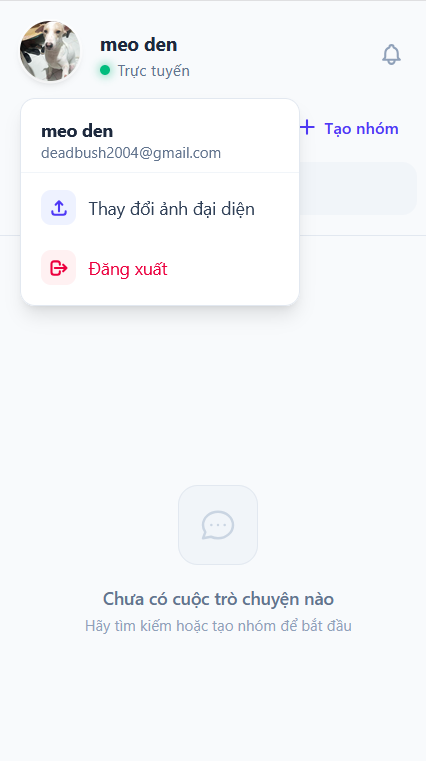 meo den
Trực tuyến
meo den
deadbush2004@gmail.com
Tạo nhóm
Thay đổi ảnh đại diện
Đăng xuất
Chưa có cuộc trò chuyện nào
Hãy tìm kiếm hoặc tạo nhóm để bắt đầu